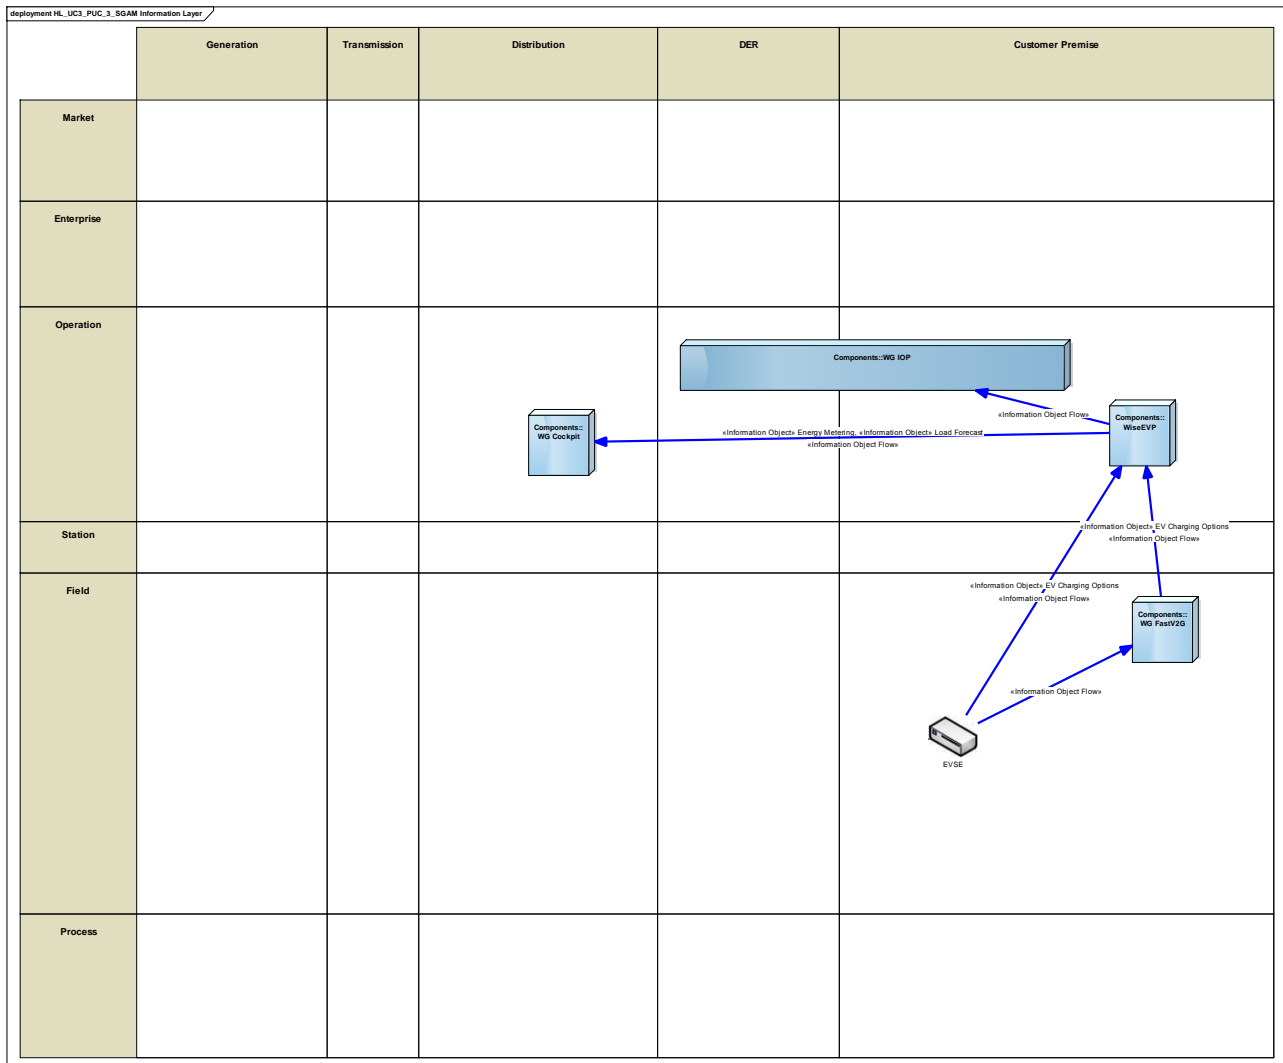 deployment HL_UC3_PUC_3_SGAM Information Layer
Generation
Transmission
Distribution
DER
Customer Premise
Market
Enterprise
Operation
Components::WG IOP
«Information Object Flow»
Components::
WiseEVP
Components::
WG Cockpit
«Information Object» Energy Metering, «Information Object» Load Forecast
«Information Object Flow»
Station
«Information Object» EV Charging Options
«Information Object Flow»
Field
«Information Object» EV Charging Options
«Information Object Flow»
Components::
WG FastV2G
«Information Object Flow»
EVSE
Process